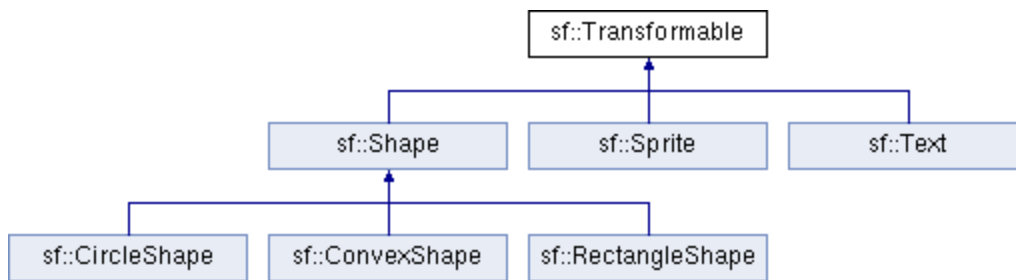 sf::Transformable
sf::Shape
sf::Sprite
sf::Text
sf::CircleShape
sf::ConvexShape
sf::RectangleShape